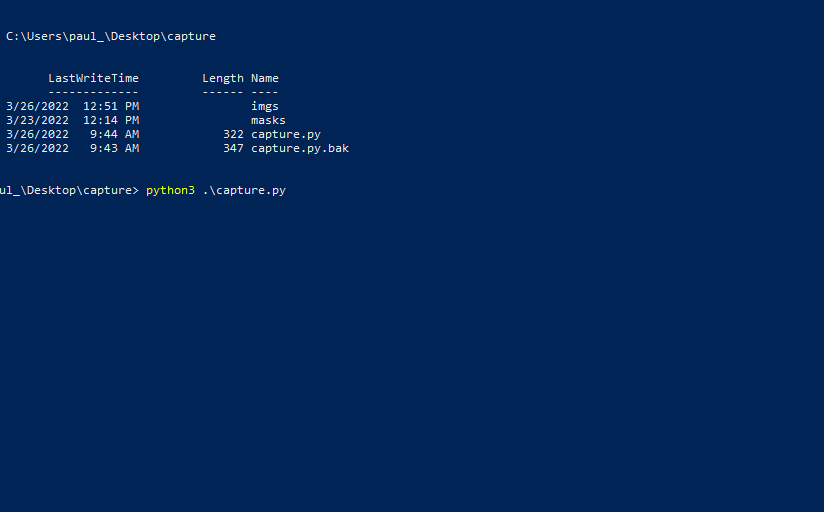 C:\Users\paul_\Desktop\capture
LastWriteTime Length Name
------------- ------ ----
3/26/2022 12:51 PM imgs
3/23/2022 12:14 PM masks
3/26/2022 9:44 AM 322 capture.py
3/26/2022 9:43 AM 347 capture.py.bak
ul_\Desktop\capture> python3 .\capture.py